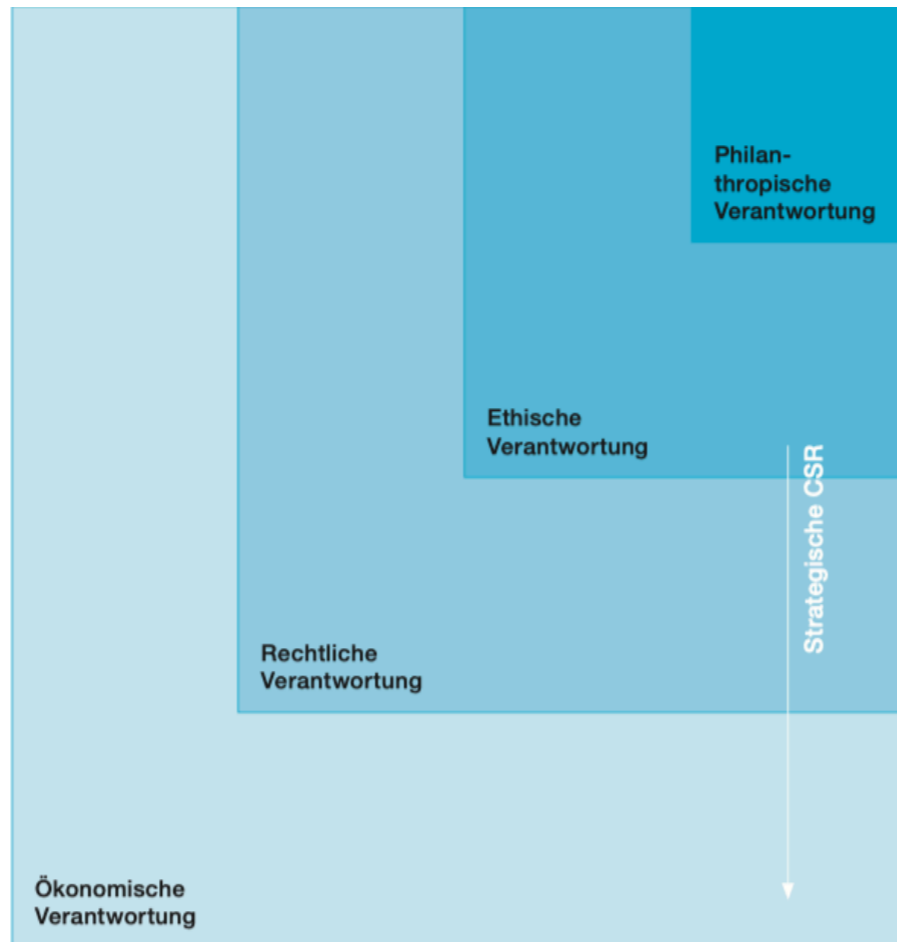 Philan-
thropische
Verantwortung
Ethische
Verantwortung
Strategische CSR
Rechtliche
Verantwortung
Ökonomische
Verantwortung